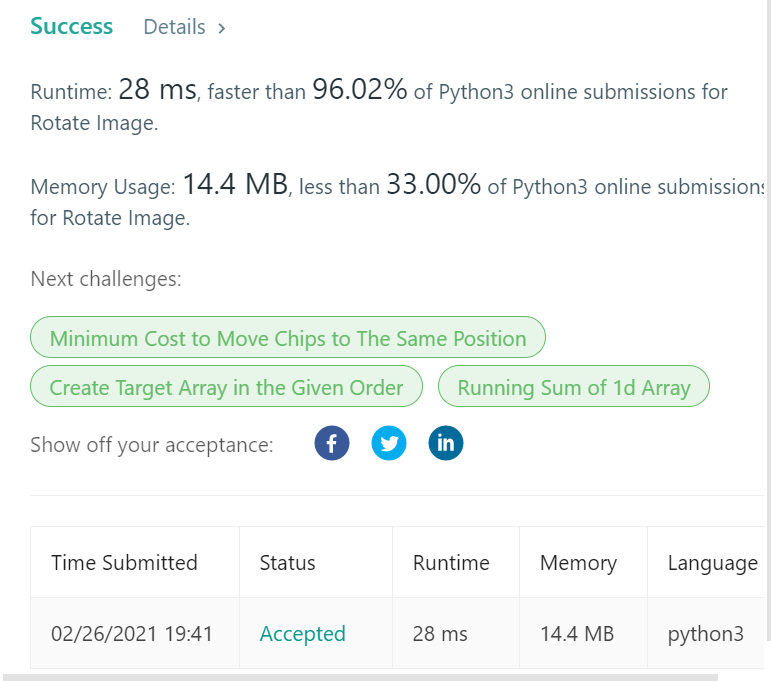 Success Details >
Runtime: 28 ms, faster than 96.02% of Python3 online submissions for
Rotate Image.
Memory Usage: 14.4 MB, less than 33.00% of Python3 online submissions
for Rotate Image.
Next challenges:
Minimum Cost to Move Chips to The Same Position
Create Target Array in the Given Order Running Sum of 1d Array
Show off your acceptance: f in
Time Submitted Status Runtime Memory Language
02/26/2021 19:41 Accepted 28 ms 14.4 MB python3